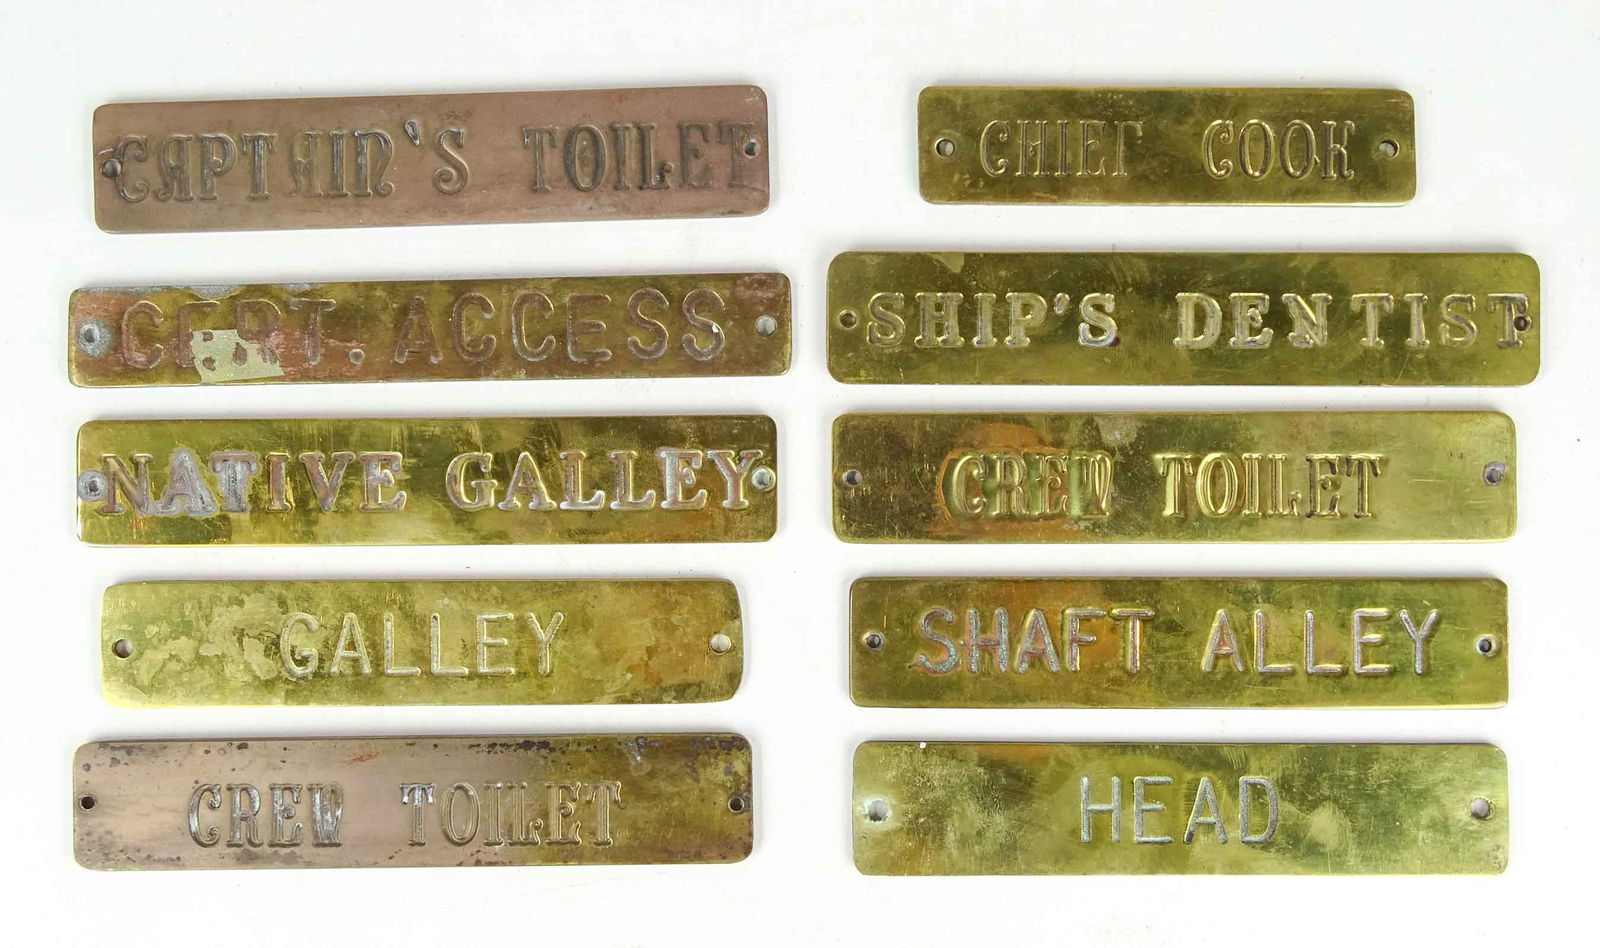 CAPTAIN'S TOILET
ACCESS
NATIVE GALLEY
GALLEY
CREW TOILET
CHIEF COOK
SHIP'S DENTIST
CREW TOILET
SHAFT ALLEY
HEAD